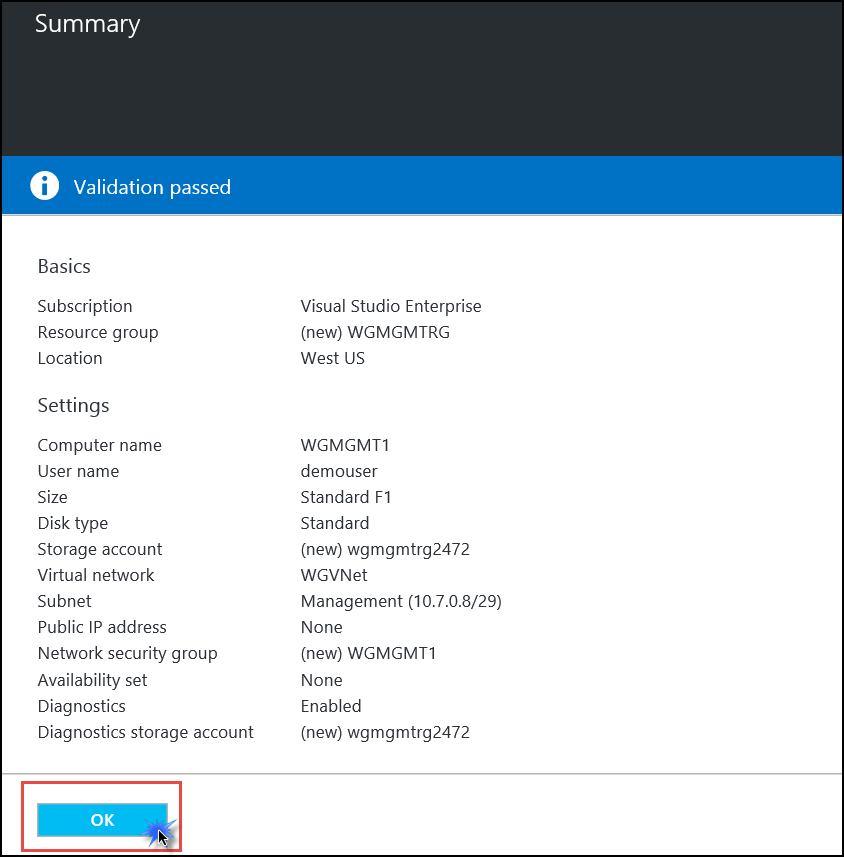 Summary
Validation passed
Basics
Subscription Visual Studio Enterprise
Resource group (new) WGMGMTRG
Location West US
Settings
Computer name WGMGMT1
User name demouser
Size Standard F1
Disk type Standard
Storage account (new) wgmgmtrg2472
Virtual network WGVNet
Subnet Management (10.7.0.8/29)
Public IP address None
Network security group (new) WGMGMT1
Availability set None
Diagnostics Enabled
Diagnostics storage account (new) wgmgmtrg2472
OK